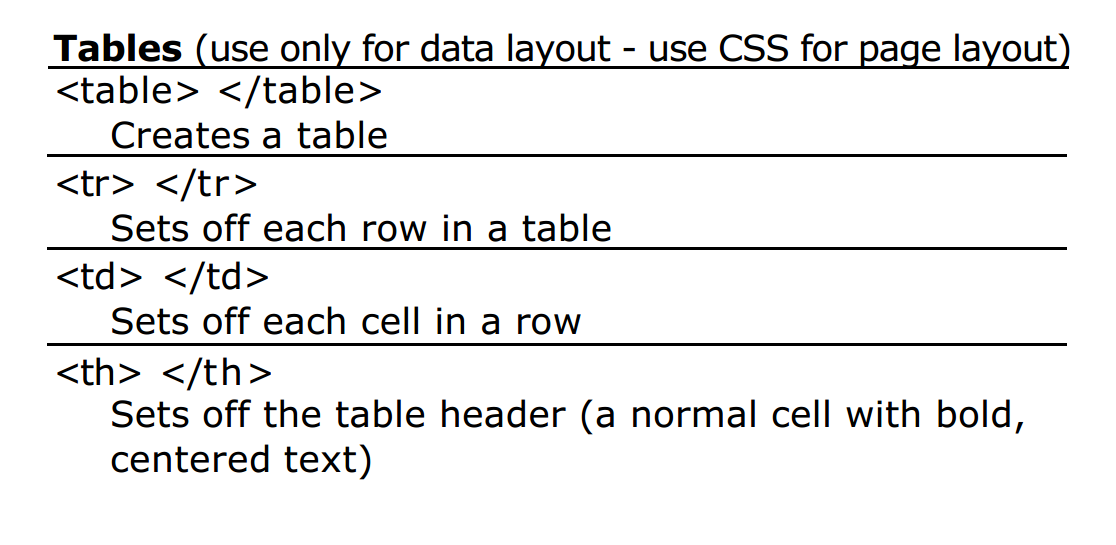 Tables (use only for data layout - use CSS for page layout)
<table> </table>
Creates a table
<tr> </tr>
Sets off each row in a table
<td> </td>
Sets off each cell in a row
<th> </th>
Sets off the table header (a normal cell with bold,
centered text)